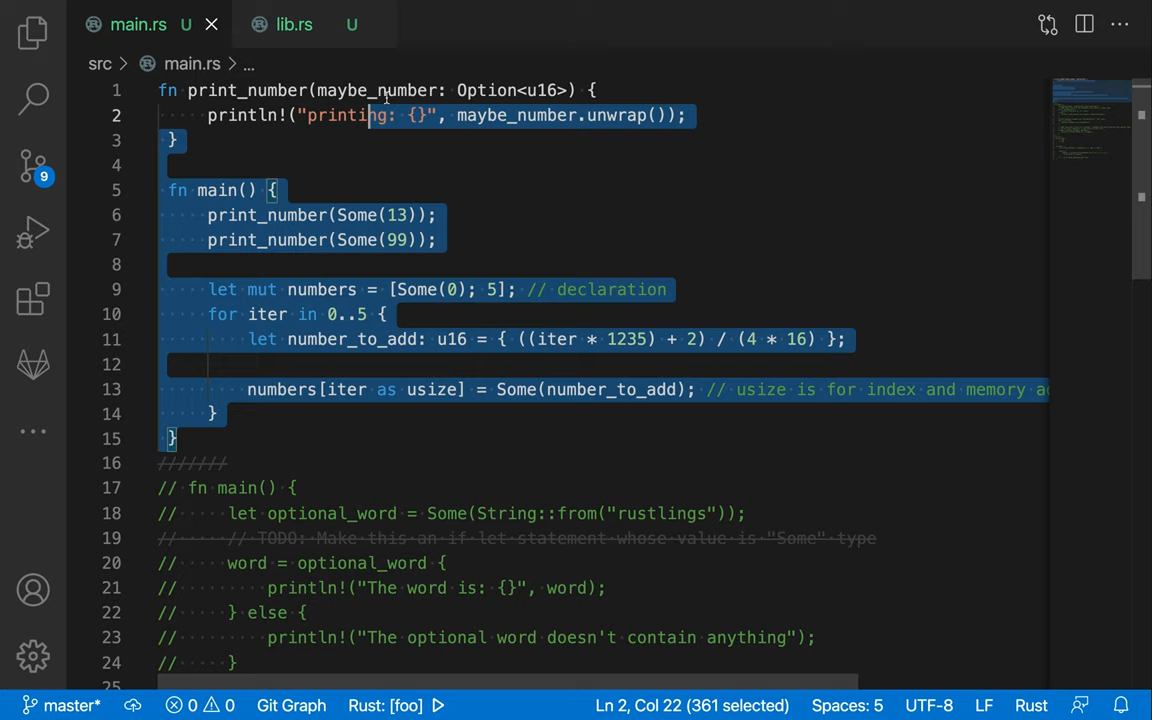 main.rs U lib.rs U
src > main.rs > ...
1 fn print_number(maybe_number: Option<u16>) {
2 println!("printing: {}", maybe_number.unwrap());
3 }
4
5 fn main() {
6 print_number(Some(13));
7 print_number(Some(99));
8
9 let mut numbers = [Some(0); 5]; // declaration
10 for iter in 0..5 {
11 let number_to_add: u16 = { ((iter * 1235) + 2) / (4 * 16) };
12
13 numbers[iter as usize] = Some(number_to_add); // usize is for index and memory
14 }
15 }
16 ///////
17 // fn main() {
18 // let optional_word = Some(String::from("rustlings"));
19 // // TODO: Make this an if let statement whose value is "Some" type
20 // word = optional_word {
21 // println!("The word is: {}", word);
22 // } else {
23 // println!("The optional word doesn't contain anything");
24 // }
25
9
master* 0 0 Git Graph Rust: [foo] Ln 2, Col 22 (361 selected) Spaces: 5 UTF-8 LF Rust